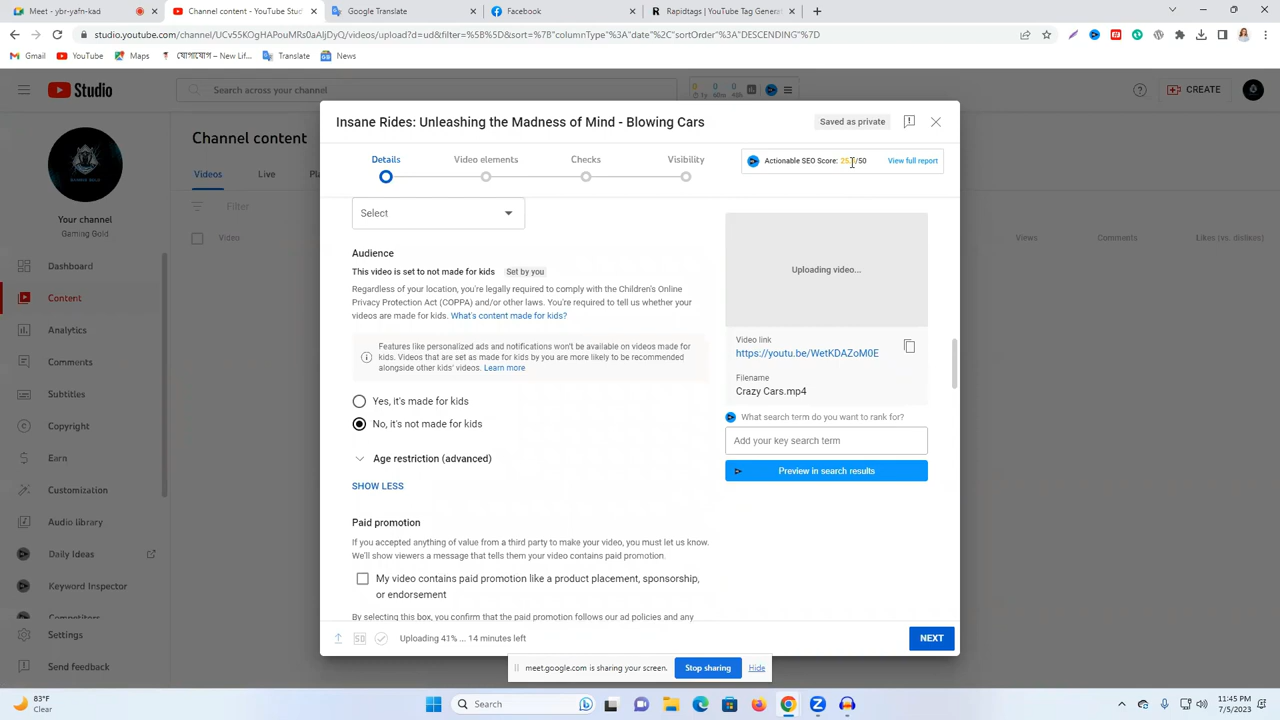 Meet - ybr-yamf-erz
Channel content - YouTube Studio
Google Translate
Facebook
Rapidtags | YouTube Tag Generat
studio.youtube.com/channel/UCv55KOgHAPouMRs0aAljDyQ/videos/upload?d=ud&filter=%5B%5D&sort=%7B"columnType"%3A"date"%2C"sortOrder"%3A"DESCENDING"%7D
Gmail
YouTube
Maps
যোগাযোগ – New Lif...
Translate
News
Studio
Search across your channel
CREATE
Your channel
Gaming Gold
Dashboard
Content
Analytics
Comments
Subtitles
Copyright
Earn
Customization
Audio library
Daily Ideas
Keyword Inspector
Competitors
Settings
Send feedback
Channel content
Videos
Live
Filter
Video
Views
Comments
Likes (vs. dislikes)
Insane Rides: Unleashing the Madness of Mind - Blowing Cars
Saved as private
Details
Video elements
Checks
Visibility
Actionable SEO Score:
/50
View full report
Select
Audience
This video is set to not made for kids
Set by you
Regardless of your location, you're legally required to comply with the Children's Online
Privacy Protection Act (COPPA) and/or other laws. You're required to tell us whether your
videos are made for kids. What's content made for kids?
Features like personalized ads and notifications won't be available on videos made for
kids. Videos that are set as made for kids by you are more likely to be recommended
alongside other kids' videos. Learn more
Yes, it's made for kids
No, it's not made for kids
Age restriction (advanced)
SHOW LESS
Paid promotion
If you accepted anything of value from a third party to make your video, you must let us know.
We'll show viewers a message that tells them your video contains paid promotion.
My video contains paid promotion like a product placement, sponsorship,
or endorsement
By selecting this box, you confirm that the paid promotion follows our ad policies and any
Uploading video...
Video link
https://youtu.be/WetKDAZoM0E
Filename
Crazy Cars.mp4
What search term do you want to rank for?
Add your key search term
Preview in search results
SD
Uploading 41% ... 14 minutes left
NEXT
meet.google.com is sharing your screen.
Stop sharing
Hide
83°F
Clear
Search
11:45 PM
7/5/2023